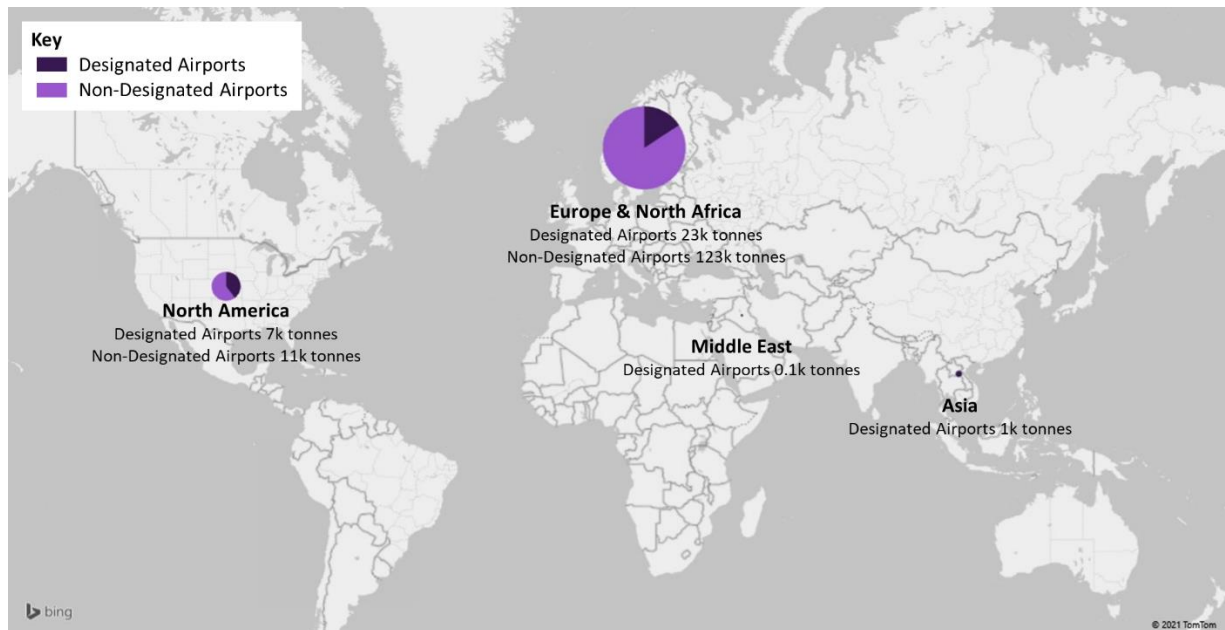 Key
Designated Airports
Non-Designated Airports
Europe & North Africa
Designated Airports 23k tonnes
Non-Designated Airports 123k tonnes
North America
Designated Airports 7k tonnes
Non-Designated Airports 11k tonnes
Middle East
Designated Airports 0.1k tonnes
Asia
Designated Airports 1k tonnes
bing
© 2021 TomTom